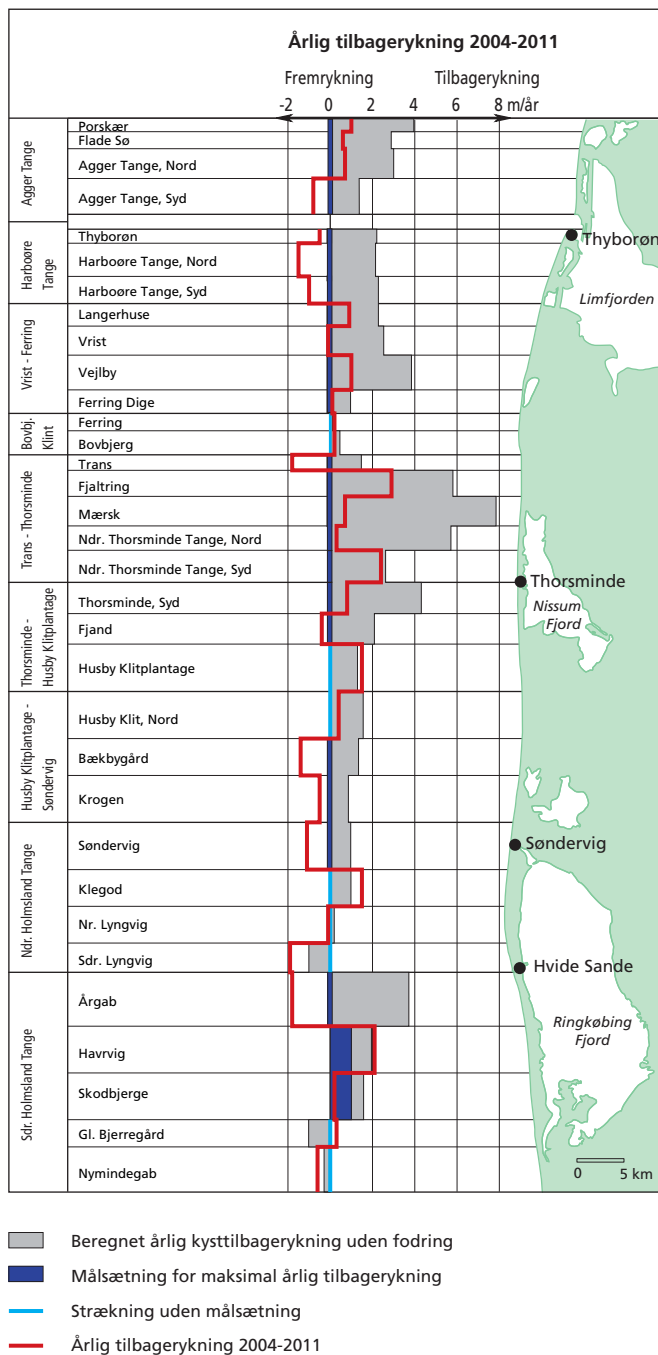 Årlig tilbagerykning 2004-2011
Fremrykning
Tilbagerykning
-2
0
2
4
6
8 m/år
Agger Tange
Porskær
Flade Sø
Agger Tange, Nord
Agger Tange, Syd
Harboøre
Tange
Thyborøn
Harboøre Tange, Nord
Harboøre Tange, Syd
Vrist - Ferring
Langerhuse
Vrist
Vejlby
Ferring Dige
Bovbj.
Klint
Ferring
Bovbjerg
Trans - Thorsminde
Trans
Fjaltring
Mærsk
Ndr. Thorsminde Tange, Nord
Ndr. Thorsminde Tange, Syd
Thorsminde -
Husby Klitplantage
Thorsminde, Syd
Fjand
Husby Klitplantage
Husby Klitplantage -
Søndervig
Husby Klit, Nord
Bækbygård
Krogen
Ndr. Holmsland Tange
Søndervig
Klegod
Nr. Lyngvig
Sdr. Lyngvig
Sdr. Holmsland Tange
Årgab
Havrvig
Skodbjerge
Gl. Bjerregård
Nymindegab
Thyborøn
Limfjorden
Thorsminde
Nissum
Fjord
Søndervig
Hvide Sande
Ringkøbing
Fjord
0
5 km
Beregnet årlig kysttilbagerykning uden fodring
Målsætning for maksimal årlig tilbagerykning
Strækning uden målsætning
Årlig tilbagerykning 2004-2011